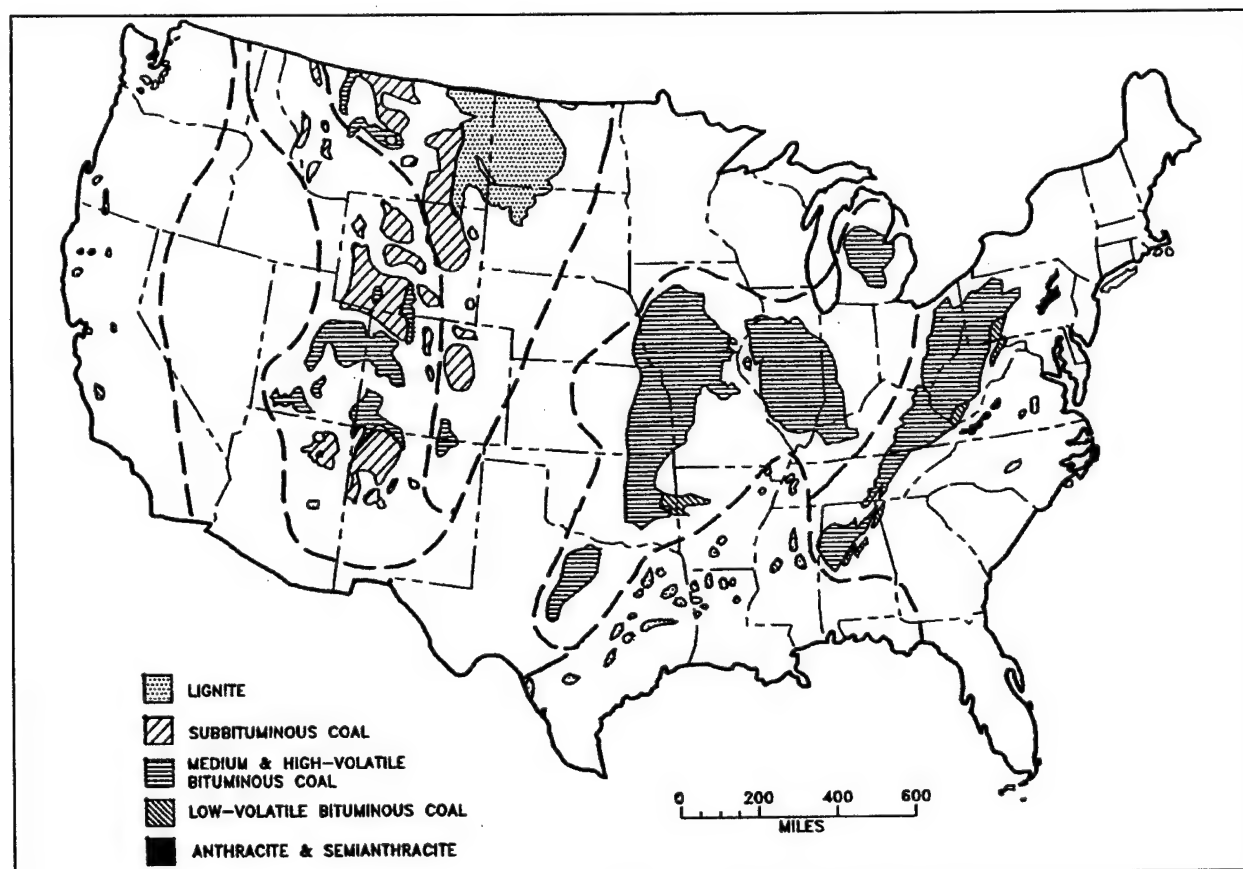 LIGNITE
SUBBITUMINOUS COAL
MEDIUM & HIGH-VOLATILE
BITUMINOUS COAL
LOW-VOLATILE BITUMINOUS COAL
ANTHRACITE & SEMIANTHRACITE
0 200 400 600
MILES